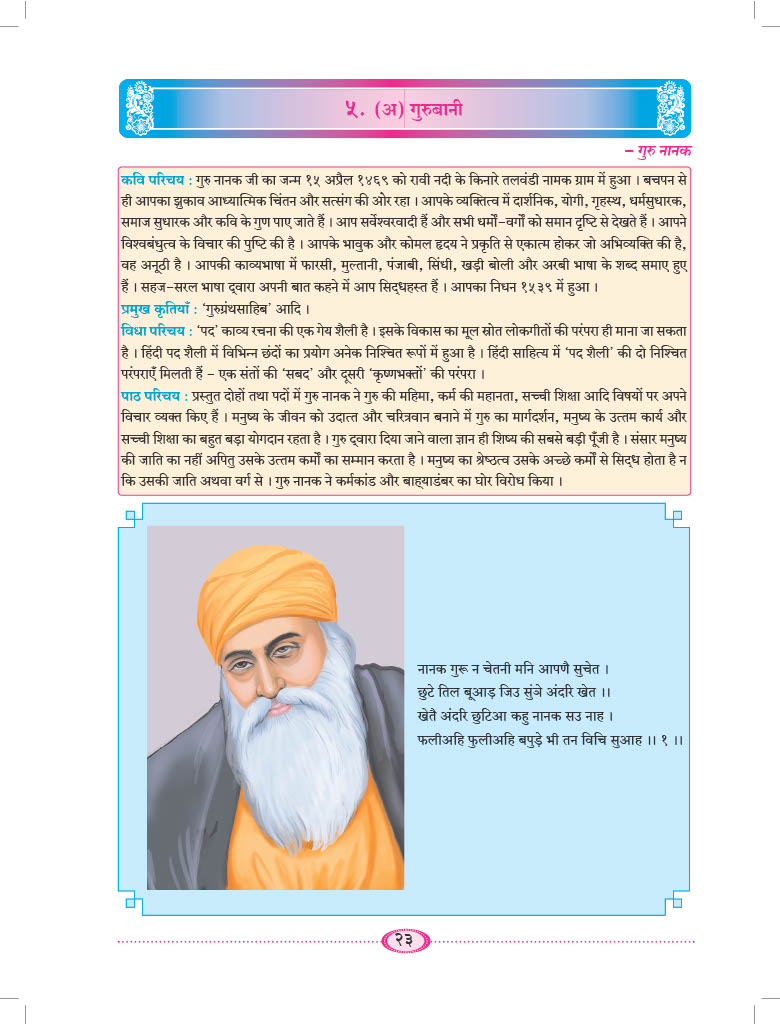 ५. (अ) गुरुबानी
– गुरु नानक
कवि परिचय : गुरु नानक जी का जन्म १५ अप्रैल १४६९ को रावी नदी के किनारे तलवंडी नामक ग्राम में हुआ । बचपन से
ही आपका झुकाव आध्यात्मिक चिंतन और सत्संग की ओर रहा । आपके व्यक्तित्व में दार्शनिक, योगी, गृहस्थ, धर्मसुधारक,
समाज सुधारक और कवि के गुण पाए जाते हैं । आप सर्वेश्वरवादी हैं और सभी धर्मों-वर्गों को समान दृष्टि से देखते हैं । आपने
विश्वबंधुत्व के विचार की पुष्टि की है । आपके भावुक और कोमल हृदय ने प्रकृति से एकात्म होकर जो अभिव्यक्ति की है,
वह अनूठी है । आपकी काव्यभाषा में फारसी, मुल्तानी, पंजाबी, सिंधी, खड़ी बोली और अरबी भाषा के शब्द समाए हुए
हैं । सहज-सरल भाषा द्वारा अपनी बात कहने में आप सिद्धहस्त हैं । आपका निधन १५३९ में हुआ ।
प्रमुख कृतियाँ : ‘गुरुग्रंथसाहिब’ आदि ।
विधा परिचय : ‘पद’ काव्य रचना की एक गेय शैली है । इसके विकास का मूल स्रोत लोकगीतों की परंपरा ही माना जा सकता
है । हिंदी पद शैली में विभिन्न छंदों का प्रयोग अनेक निश्चित रूपों में हुआ है । हिंदी साहित्य में ‘पद शैली’ की दो निश्चित
परंपराएँ मिलती हैं – एक संतों की ‘सबद’ और दूसरी ‘कृष्णभक्तों’ की परंपरा ।
पाठ परिचय : प्रस्तुत दोहों तथा पदों में गुरु नानक ने गुरु की महिमा, कर्म की महानता, सच्ची शिक्षा आदि विषयों पर अपने
विचार व्यक्त किए हैं । मनुष्य के जीवन को उदात्त और चरित्रवान बनाने में गुरु का मार्गदर्शन, मनुष्य के उत्तम कार्य और
सच्ची शिक्षा का बहुत बड़ा योगदान रहता है । गुरु द्वारा दिया जाने वाला ज्ञान ही शिष्य की सबसे बड़ी पूँजी है । संसार मनुष्य
की जाति का नहीं अपितु उसके उत्तम कर्मों का सम्मान करता है । मनुष्य का श्रेष्ठत्व उसके अच्छे कर्मों से सिद्ध होता है न
कि उसकी जाति अथवा वर्ग से । गुरु नानक ने कर्मकांड और बाह्याडंबर का घोर विरोध किया ।
नानक गुरू न चेतनी मनि आपणै सुचेत ।
छुटे तिल बूआड़ जिउ सुंञे अंदरि खेत ।।
खेतै अंदरि छुटिआ कहु नानक सउ नाह ।
फलीअहि फुलीअहि बपुड़े भी तन विचि सुआह ।। १ ।।
२३